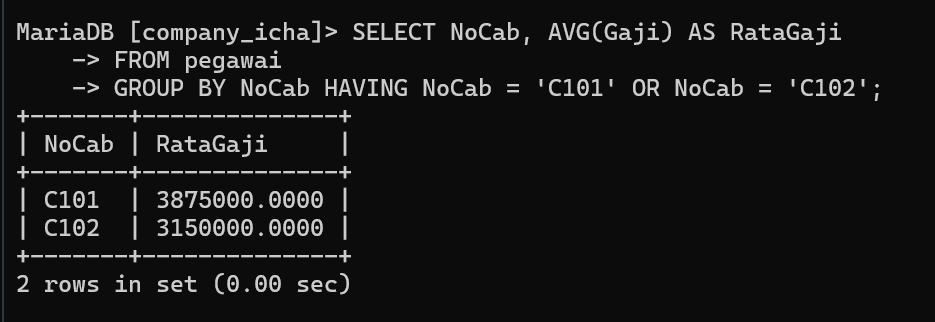 MariaDB [company_icha]> SELECT NoCab, AVG(Gaji) AS RataGaji
    -> FROM pegawai
    -> GROUP BY NoCab HAVING NoCab = 'C101' OR NoCab = 'C102';
+-------+--------------+
| NoCab | RataGaji     |
+-------+--------------+
| C101  | 3875000.0000 |
| C102  | 3150000.0000 |
+-------+--------------+
2 rows in set (0.00 sec)